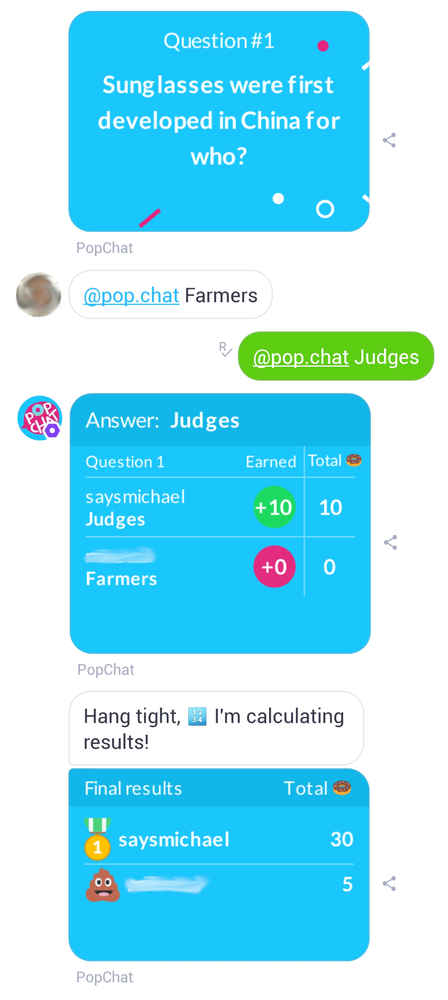 Question #1
Sunglasses were first
developed in China for
who?
PopChat
@pop.chat Farmers
R
@pop.chat Judges
POP
CHAT
Answer: Judges
Question 1 Earned Total
saysmichael
Judges +10 10
Farmers +0 0
PopChat
Hang tight, 1234 I'm calculating
results!
Final results Total
1 saysmichael 30
5
PopChat